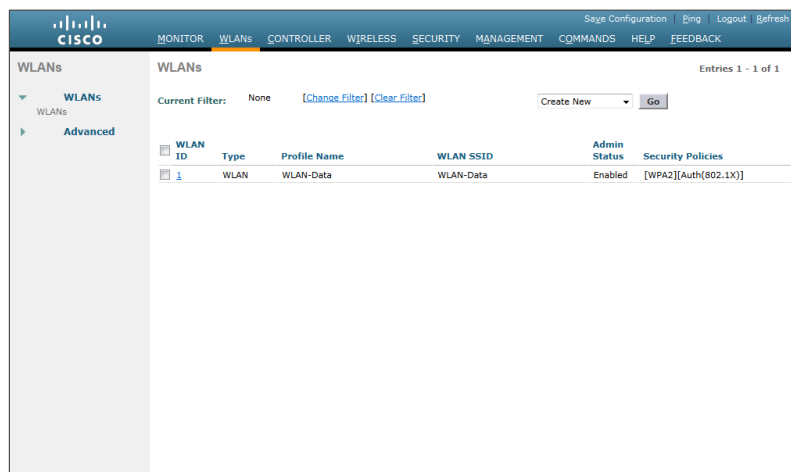 Save Configuration | Ping | Logout | Refresh
CISCO
MONITOR WLANs CONTROLLER WIRELESS SECURITY MANAGEMENT COMMANDS HELP FEEDBACK
WLANs
WLANs
WLANs
Advanced
WLANs
Entries 1 - 1 of 1
Current Filter: None [Change Filter] [Clear Filter]
Create New
Go
WLAN ID Type Profile Name WLAN SSID Admin Status Security Policies
1 WLAN WLAN-Data WLAN-Data Enabled [WPA2][Auth(802.1X)]